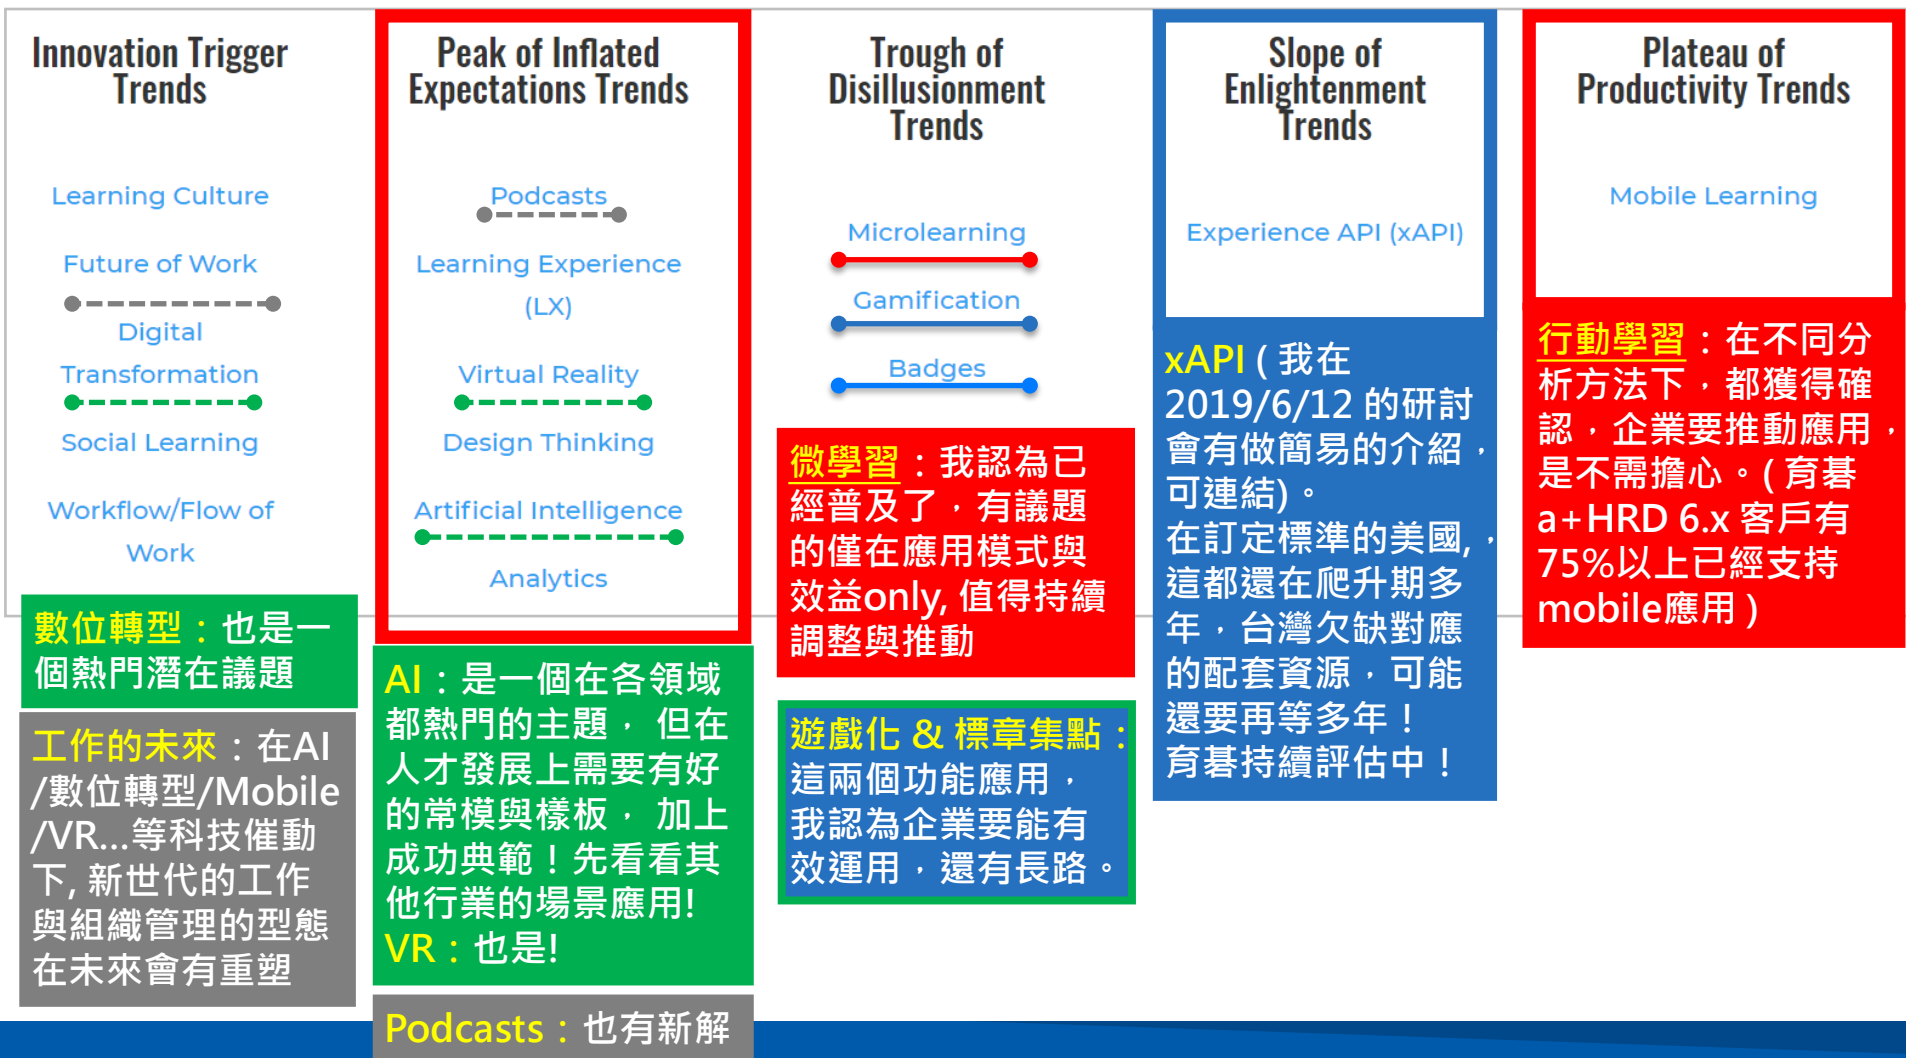 Innovation Trigger
Trends
Learning Culture
Future of Work
Digital
Transformation
Social Learning
Workflow/Flow of
Work
數位轉型：也是一
個熱門潛在議題
工作的未來：在AI
/數位轉型/Mobile
/VR...等科技催動
下, 新世代的工作
與組織管理的型態
在未來會有重塑
Peak of Inflated
Expectations Trends
Podcasts
Learning Experience
(LX)
Virtual Reality
Design Thinking
Artificial Intelligence
Analytics
AI：是一個在各領域
都熱門的主題， 但在
人才發展上需要有好
的常模與樣板， 加上
成功典範！先看看其
他行業的場景應用!
VR：也是!
Podcasts：也有新解
Trough of
Disillusionment
Trends
Microlearning
Gamification
Badges
微學習：我認為已
經普及了，有議題
的僅在應用模式與
效益only, 值得持續
調整與推動
遊戲化 & 標章集點：
這兩個功能應用，
我認為企業要能有
效運用，還有長路。
Slope of
Enlightenment
Trends
Experience API (xAPI)
xAPI ( 我在
2019/6/12 的研討
會有做簡易的介紹，
可連結)。
在訂定標準的美國,，
這都還在爬升期多
年，台灣欠缺對應
的配套資源，可能
還要再等多年！
育碁持續評估中！
Plateau of
Productivity Trends
Mobile Learning
行動學習：在不同分
析方法下，都獲得確
認，企業要推動應用，
是不需擔心。( 育碁
a+HRD 6.x 客戶有
75%以上已經支持
mobile應用 )